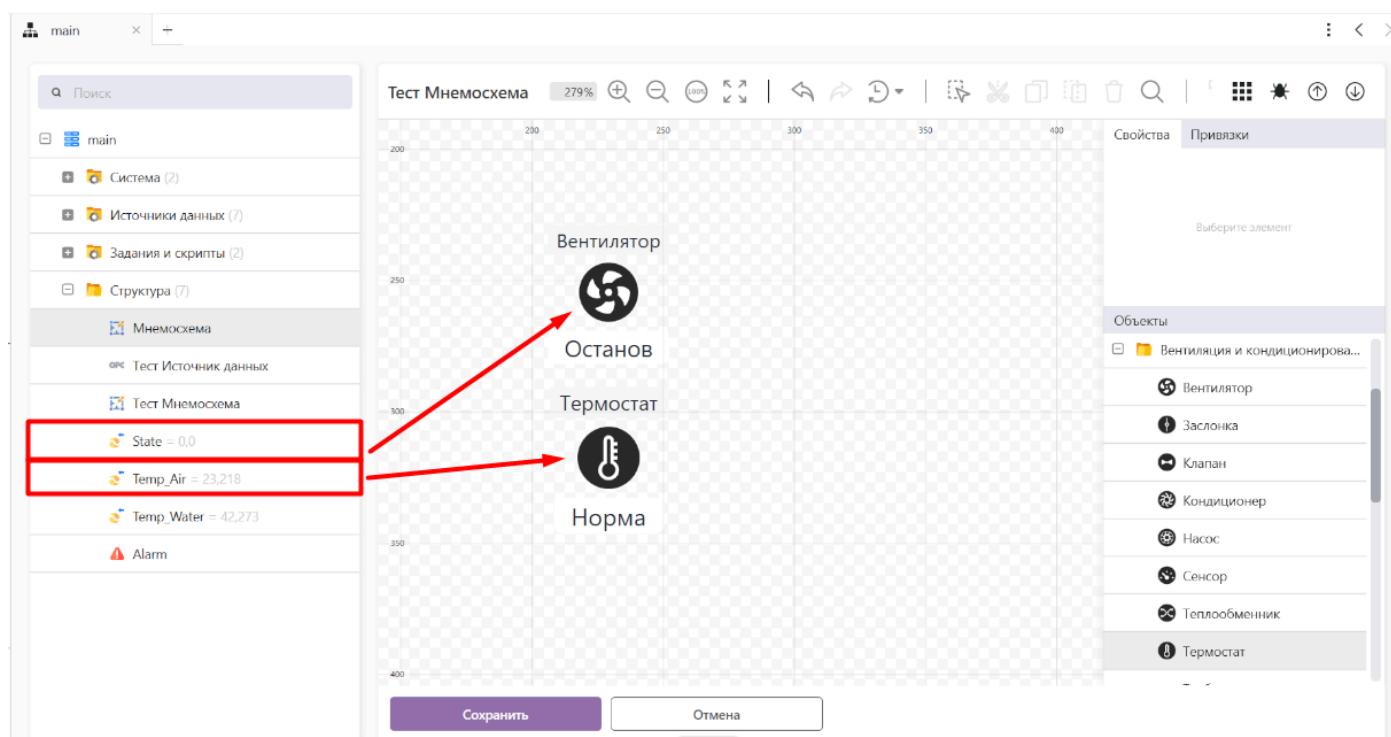 main × +
Поиск
main
Система (2)
Источники данных (7)
Задания и скрипты (2)
Структура (7)
Мнемосхема
OPC Тест Источник данных
Тест Мнемосхема
State = 0,0
Temp_Air = 23,218
Temp_Water = 42,273
Alarm
Тест Мнемосхема 279% 100%
200 250 300 350 400
200
250
300
350
400
Вентилятор
Останов
Термостат
Норма
Сохранить Отмена
Свойства Привязки
Выберите элемент
Объекты
Вентиляция и кондиционирова...
Вентилятор
Заслонка
Клапан
Кондиционер
Насос
Сенсор
Теплообменник
Термостат